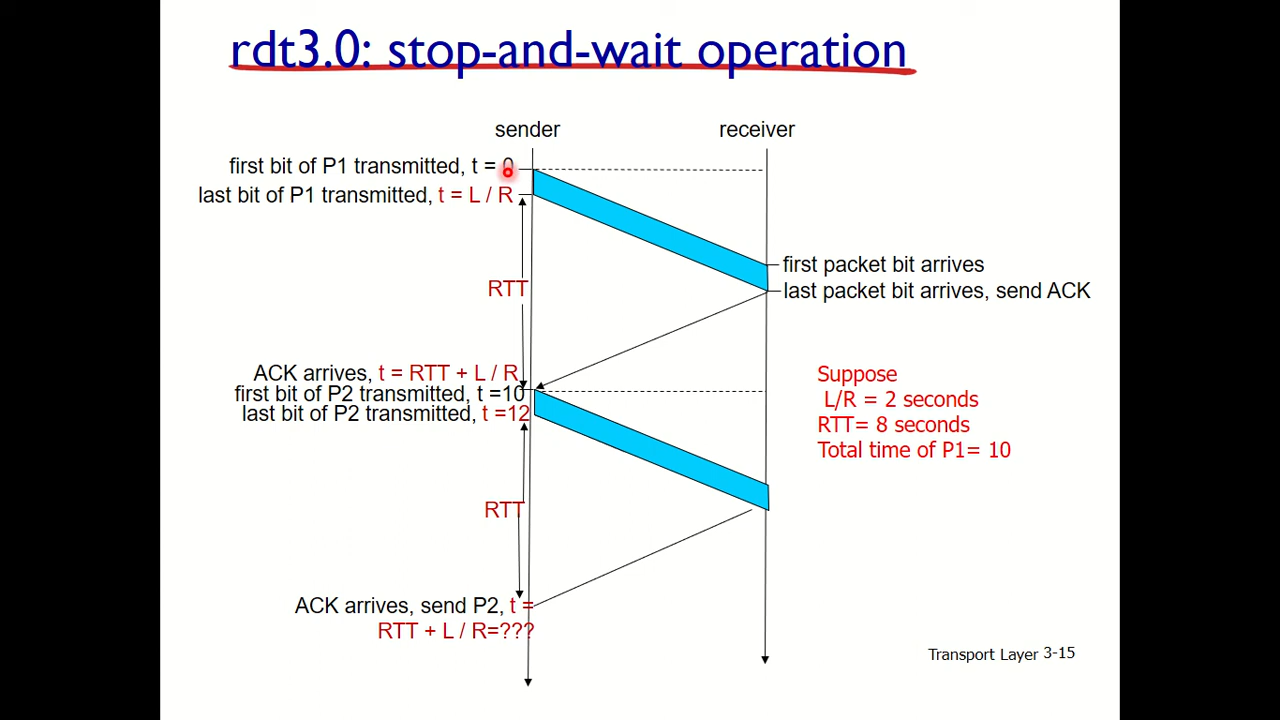 rdt3.0: stop-and-wait operation
sender
receiver
first bit of P1 transmitted, t = 0
last bit of P1 transmitted, t = L / R
first packet bit arrives
RTT
last packet bit arrives, send ACK
ACK arrives, t = RTT + L / R
first bit of P2 transmitted, t =10
last bit of P2 transmitted, t =12
Suppose
L/R = 2 seconds
RTT= 8 seconds
Total time of P1= 10
RTT
ACK arrives, send P2, t =
RTT + L / R=???
Transport Layer 3-15